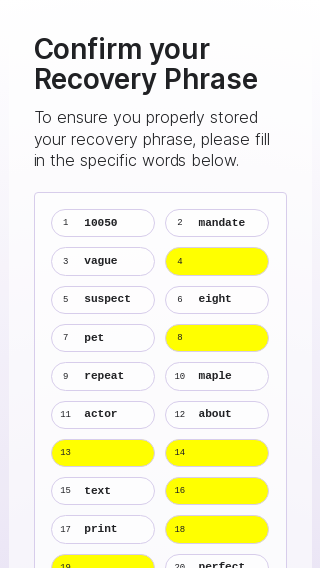 Confirm your
Recovery Phrase
To ensure you properly stored
your recovery phrase, please fill
in the specific words below.
1 10050 2 mandate
3 vague 4
5 suspect 6 eight
7 pet 8
9 repeat 10 maple
11 actor 12 about
13 14
15 text 16
17 print 18
19 20 perfect